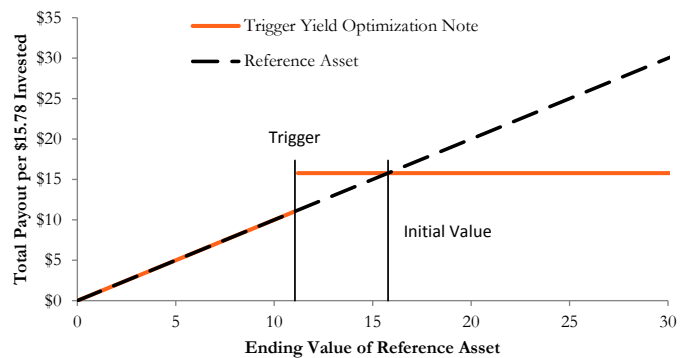 Total Payout per $15.78 Invested
$35
$30
$25
$20
$15
$10
$5
$0
Trigger Yield Optimization Note
Reference Asset
Trigger
Initial Value
0 5 10 15 20 25 30
Ending Value of Reference Asset